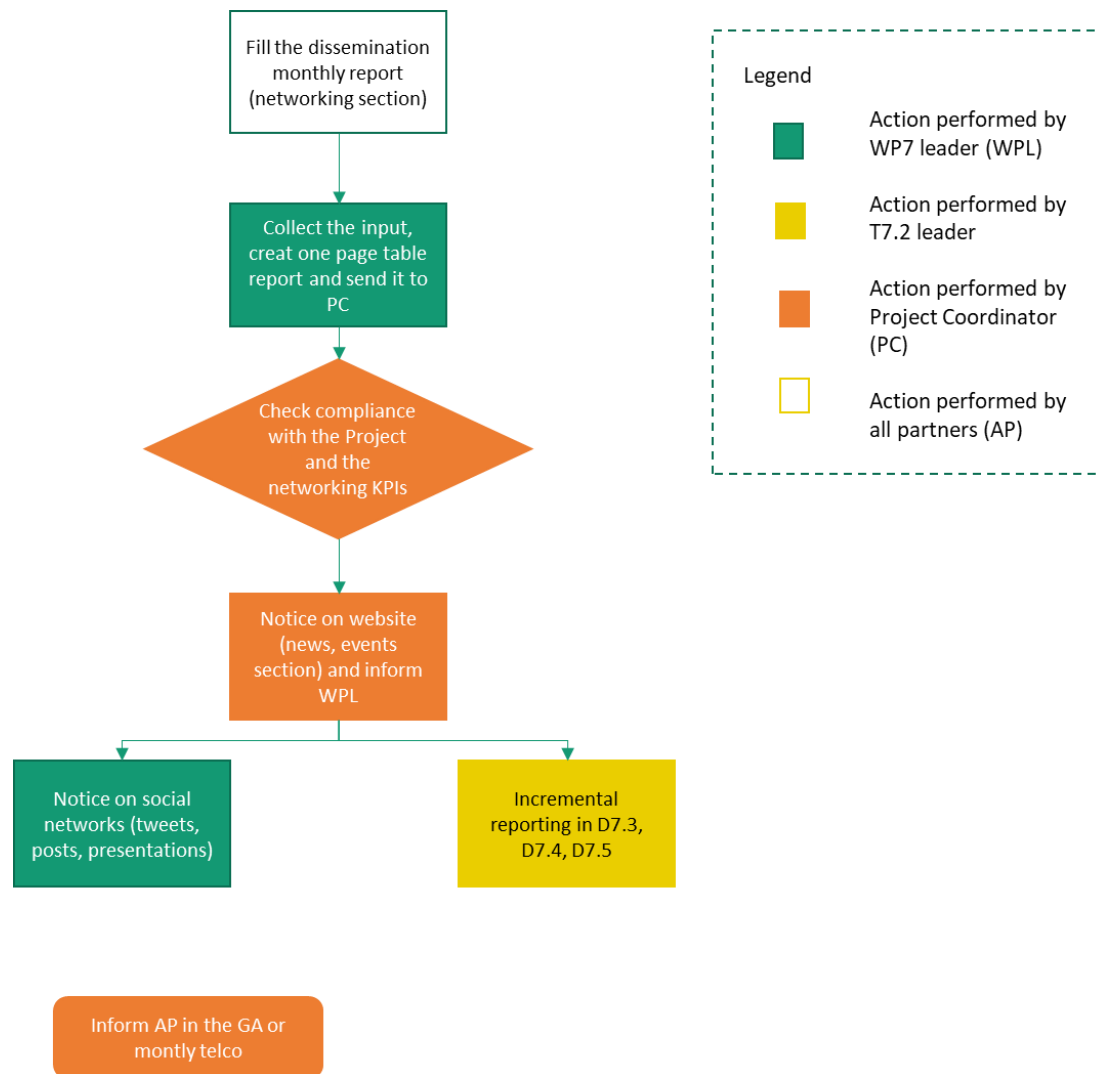 Fill the dissemination
monthly report
(networking section)
Collect the input,
creat one page table
report and send it to
PC
Check compliance
with the Project
and the
networking KPIs
Notice on website
(news, events
section) and inform
WPL
Notice on social
networks (tweets,
posts, presentations)
Incremental
reporting in D7.3,
D7.4, D7.5
Inform AP in the GA or
montly telco
Legend
Action performed by
WP7 leader (WPL)
Action performed by
T7.2 leader
Action performed by
Project Coordinator
(PC)
Action performed by
all partners (AP)